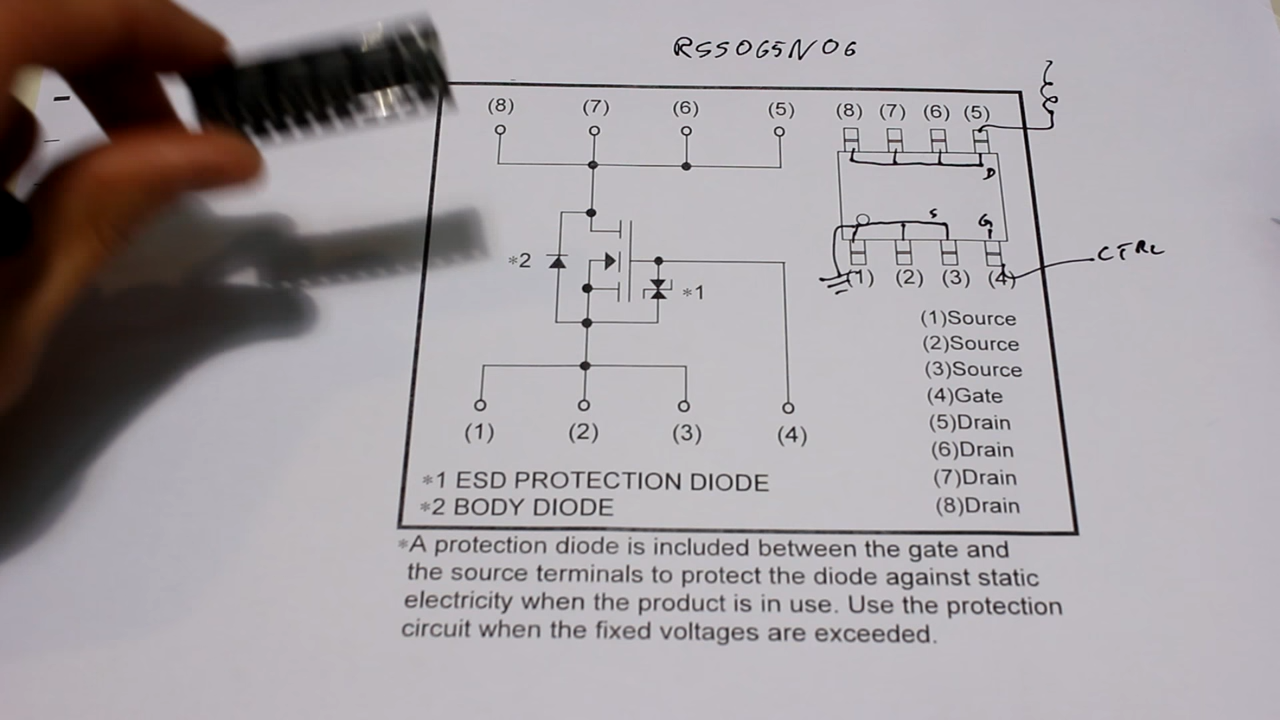 RSS065N06
(8) (7) (6) (5)
(8) (7) (6) (5)
D
S G
*2
*1
CTRL
(1) (2) (3) (4)
(1)Source
(2)Source
(3)Source
(4)Gate
(5)Drain
(6)Drain
(7)Drain
(8)Drain
(1) (2) (3) (4)
*1 ESD PROTECTION DIODE
*2 BODY DIODE
*A protection diode is included between the gate and
the source terminals to protect the diode against static
electricity when the product is in use. Use the protection
circuit when the fixed voltages are exceeded.